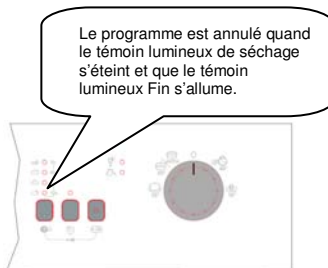 Le programme est annulé quand
le témoin lumineux de séchage
s’éteint et que le témoin
lumineux Fin s’allume.